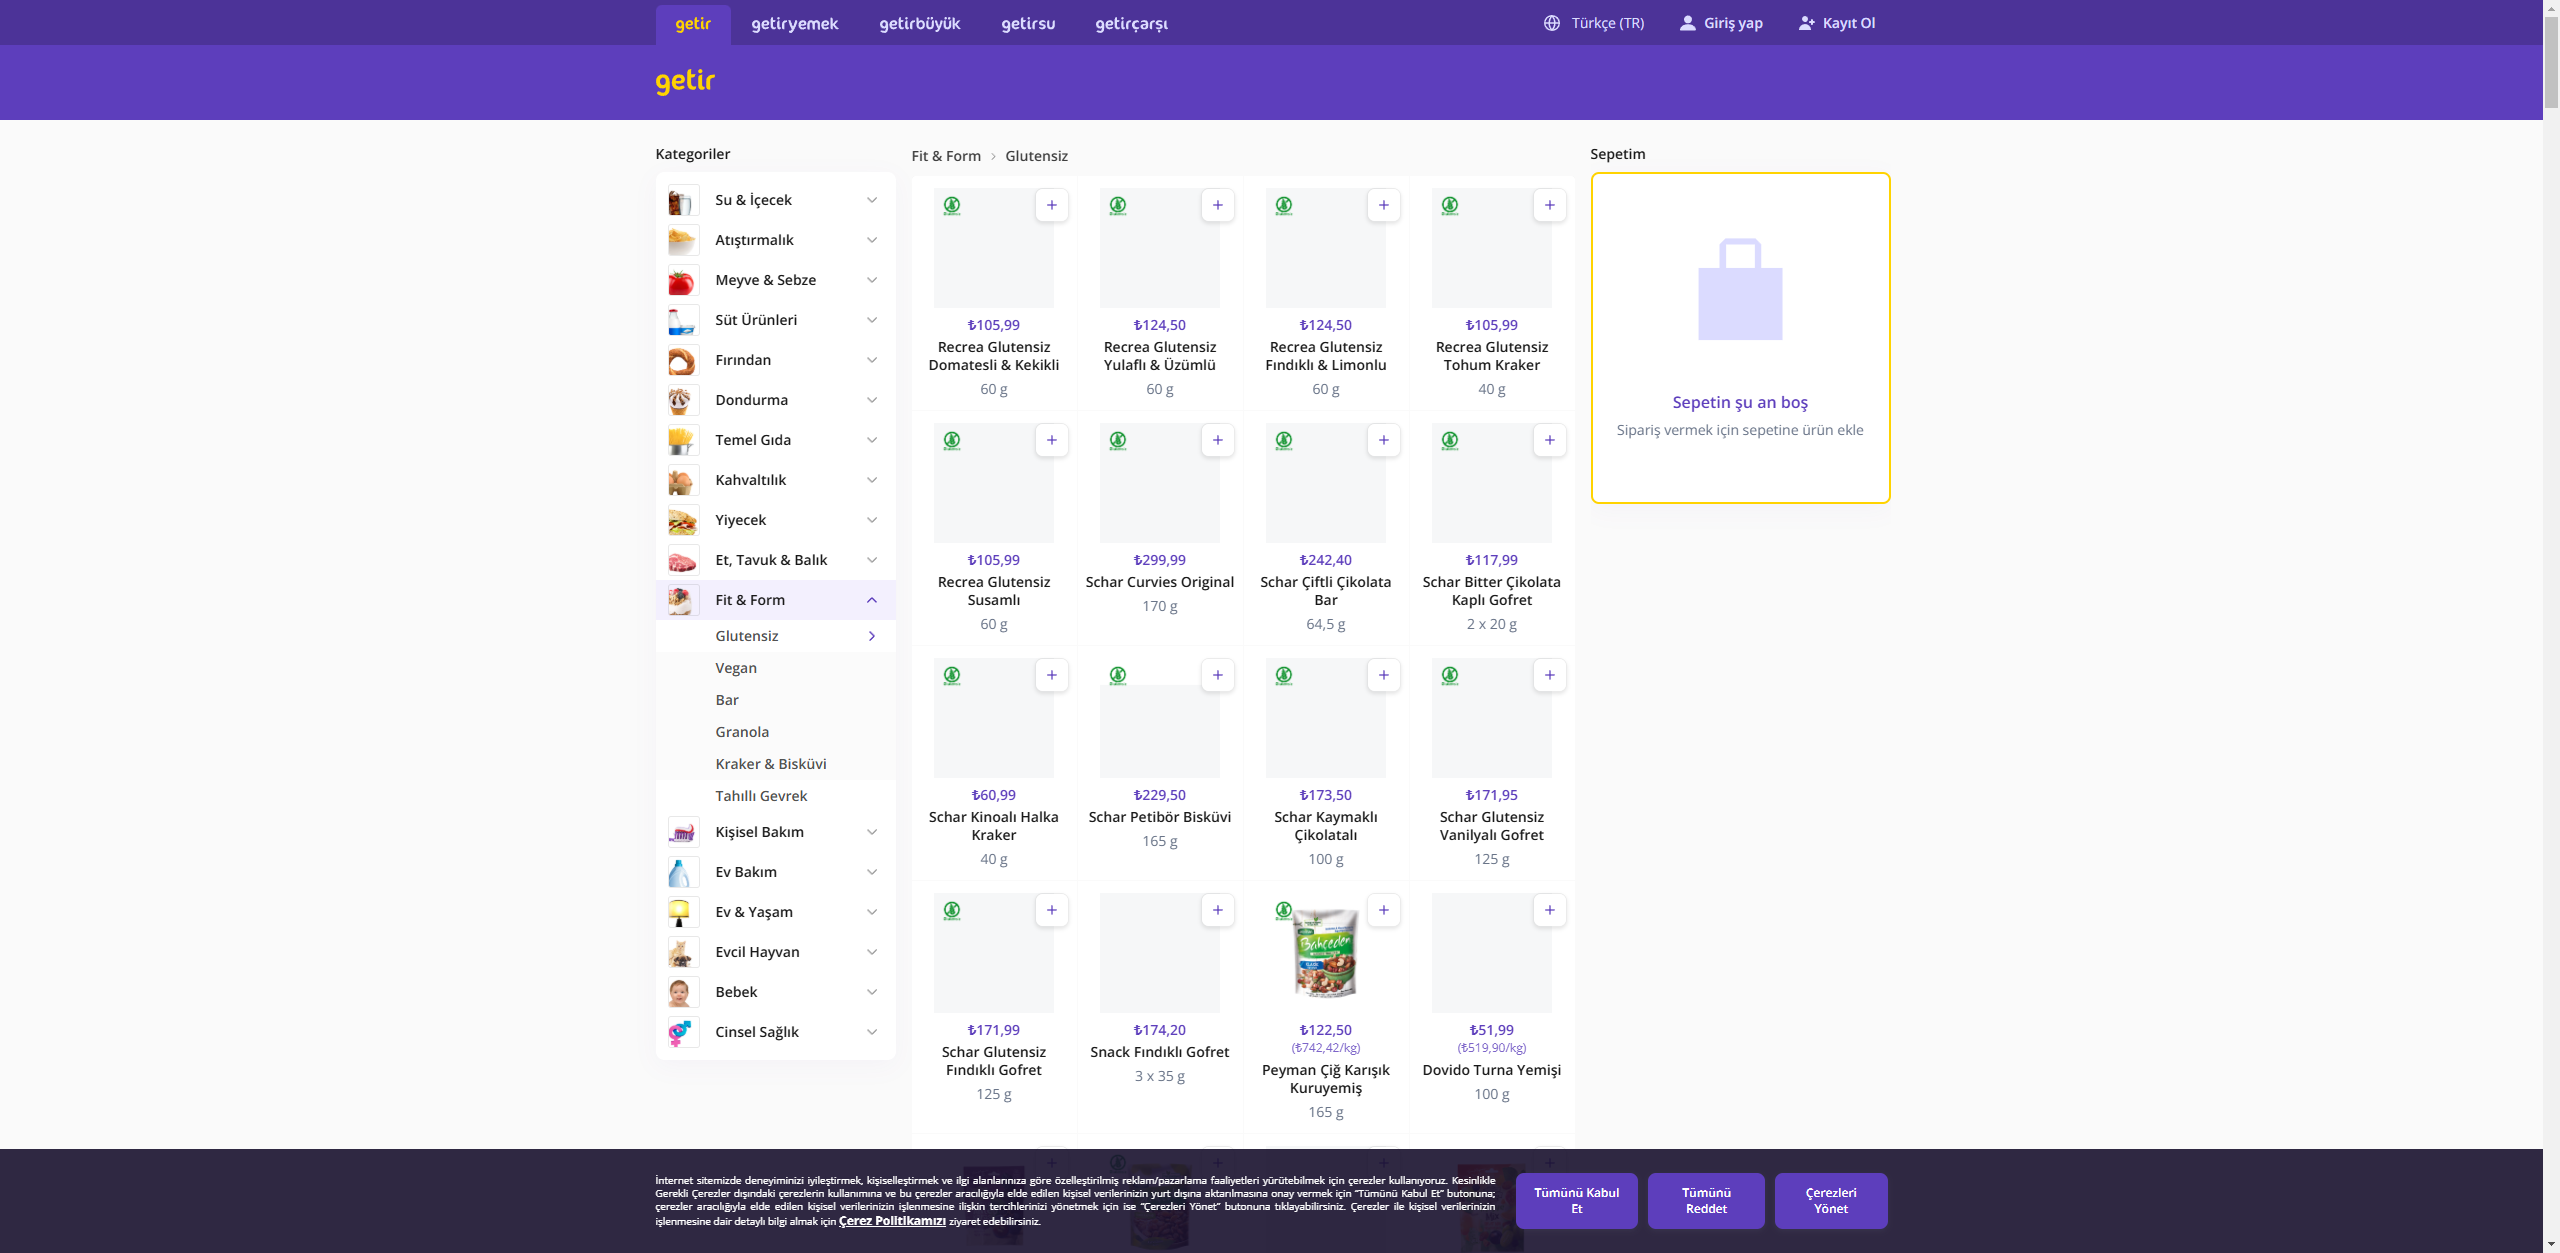 getir
getiryemek
getirbüyük
getirsu
getirçarşı
Türkçe (TR)
Giriş yap
Kayıt Ol
getir
Kategoriler
Su & İçecek
Atıştırmalık
Meyve & Sebze
Süt Ürünleri
Fırından
Dondurma
Temel Gıda
Kahvaltılık
Yiyecek
Et, Tavuk & Balık
Fit & Form
Glutensiz
Vegan
Bar
Granola
Kraker & Bisküvi
Tahıllı Gevrek
Kişisel Bakım
Ev Bakım
Ev & Yaşam
Evcil Hayvan
Bebek
Cinsel Sağlık
Fit & Form
Glutensiz
₺105,99
Recrea Glutensiz
Domatesli & Kekikli
60 g
₺124,50
Recrea Glutensiz
Yulaflı & Üzümlü
60 g
₺124,50
Recrea Glutensiz
Fındıklı & Limonlu
60 g
₺105,99
Recrea Glutensiz
Tohum Kraker
40 g
₺105,99
Recrea Glutensiz
Susamlı
60 g
₺299,99
Schar Curvies Original
170 g
₺242,40
Schar Çiftli Çikolata
Bar
64,5 g
₺117,99
Schar Bitter Çikolata
Kaplı Gofret
2 x 20 g
₺60,99
Schar Kinoalı Halka
Kraker
40 g
₺229,50
Schar Petibör Bisküvi
165 g
₺173,50
Schar Kaymaklı
Çikolatalı
100 g
₺171,95
Schar Glutensiz
Vanilyalı Gofret
125 g
₺171,99
Schar Glutensiz
Fındıklı Gofret
125 g
₺174,20
Snack Fındıklı Gofret
3 x 35 g
Bahçeden
₺122,50
(₺742,42/kg)
Peyman Çiğ Karışık
Kuruyemiş
165 g
₺51,99
(₺519,90/kg)
Dovido Turna Yemişi
100 g
Sepetim
Sepetin şu an boş
Sipariş vermek için sepetine ürün ekle
İnternet sitemizde deneyiminizi iyileştirmek, kişiselleştirmek ve ilgi alanlarınıza göre özelleştirilmiş reklam/pazarlama faaliyetleri yürütebilmek için çerezler kullanıyoruz. Kesinlikle
Gerekli Çerezler dışındaki çerezlerin kullanımına ve bu çerezler aracılığıyla elde edilen kişisel verilerinizin yurt dışına aktarılmasına onay vermek için “Tümünü Kabul Et” butonuna;
çerezler aracılığıyla elde edilen kişisel verilerinizin işlenmesine ilişkin tercihlerinizi yönetmek için ise “Çerezleri Yönet” butonuna tıklayabilirsiniz. Çerezler ile kişisel verilerinizin
işlenmesine dair detaylı bilgi almak için Çerez Politikamızı ziyaret edebilirsiniz.
Tümünü Kabul
Et
Tümünü
Reddet
Çerezleri
Yönet